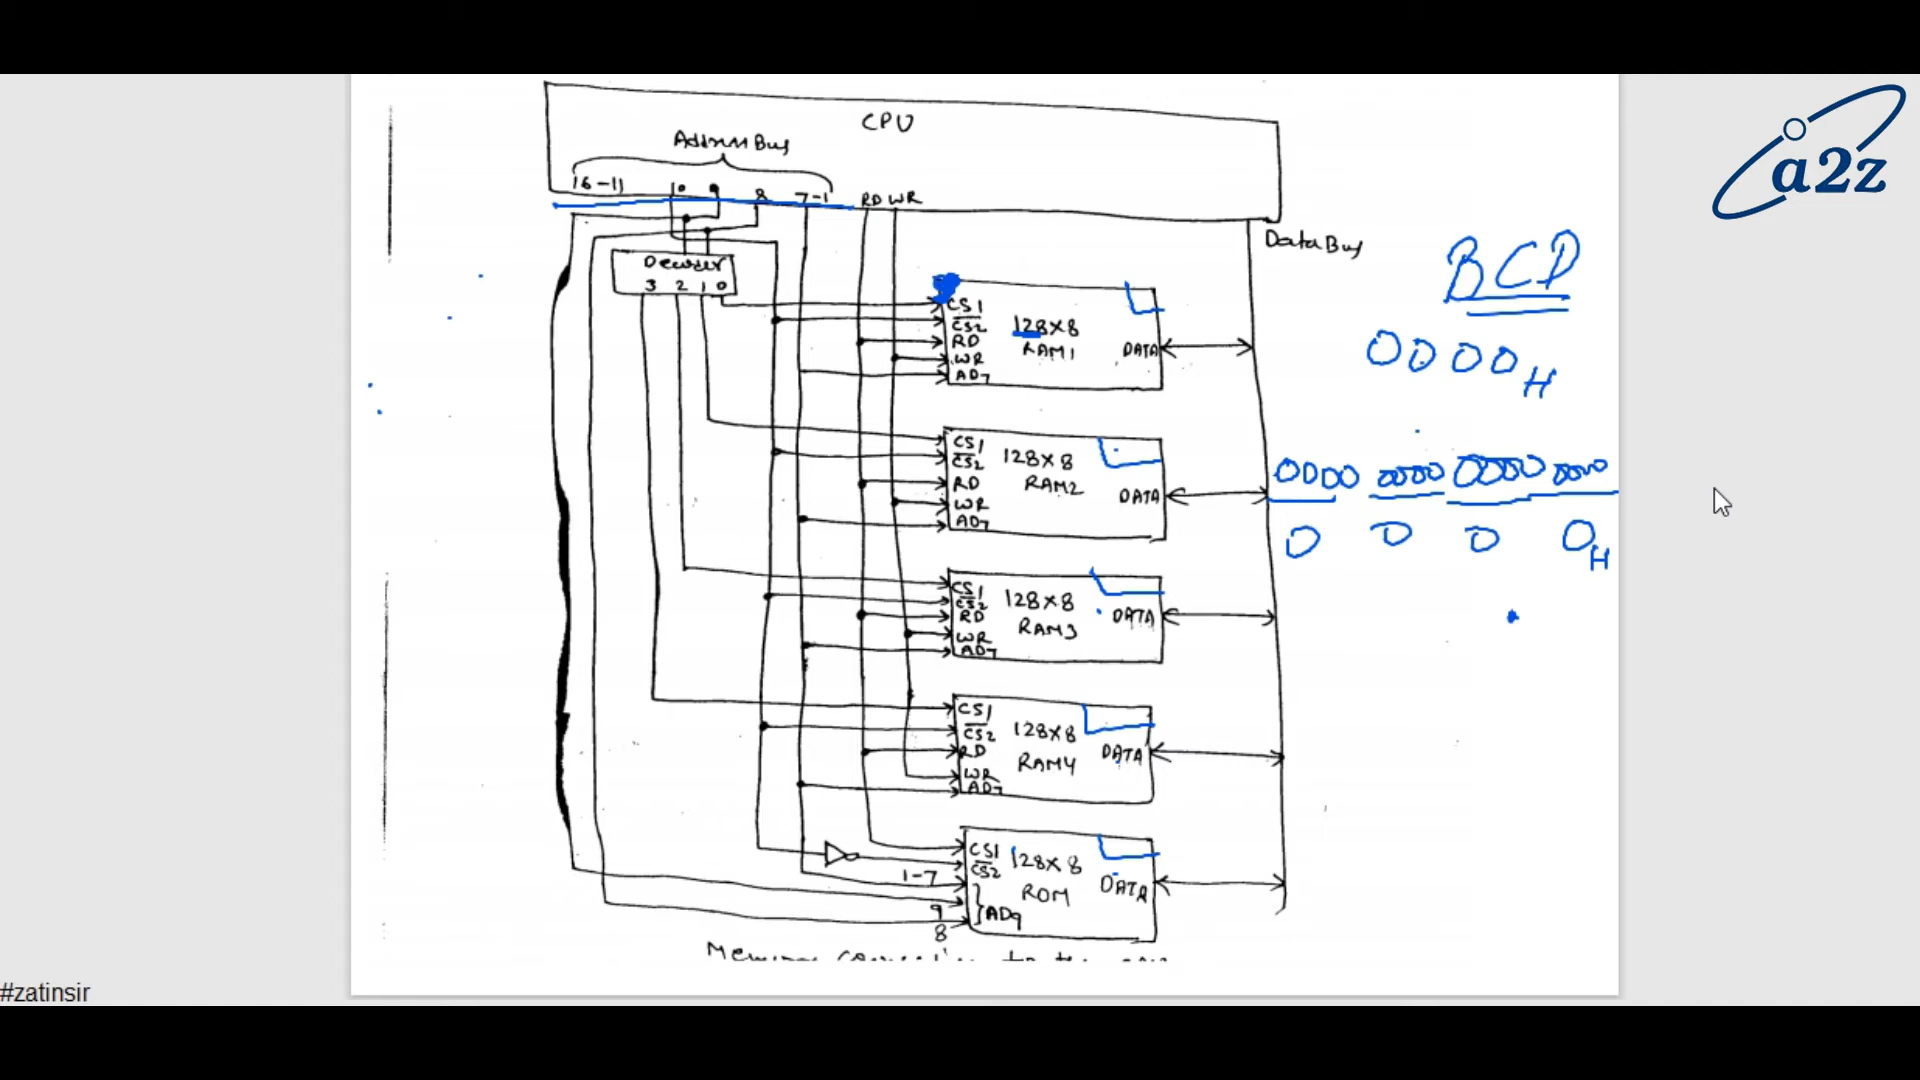 a2z
CPU
Address Bus
16-11 10 8 7-1 RD WR
Data Bus
Decoder
3 2 1 0
BCD
CS1
CS2
RD
WR
AD7
128X8
RAM1
DATA
0000H
CS1
CS2
RD
WR
AD7
128X8
RAM2
DATA
0000 0000 0000 0000
0 0 0 0H
CS1
CS2
RD
WR
AD7
128X8
RAM3
DATA
CS1
CS2
RD
WR
AD7
128X8
RAM4
DATA
CS1
CS2
128X8
ROM
DATA
1-7
9
8
AD9
#zatinsir